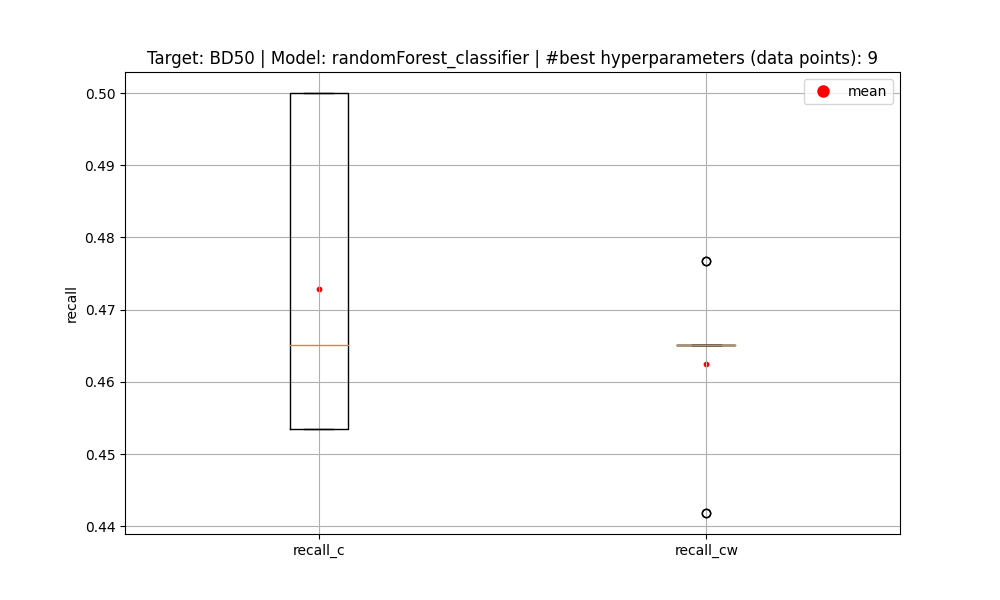 Target: BD50 | Model: randomForest_classifier | #best hyperparameters (data points): 9
mean
0.50
0.49
0.48
0.47
0.46
0.45
0.44
recall
recall_c
recall_cw